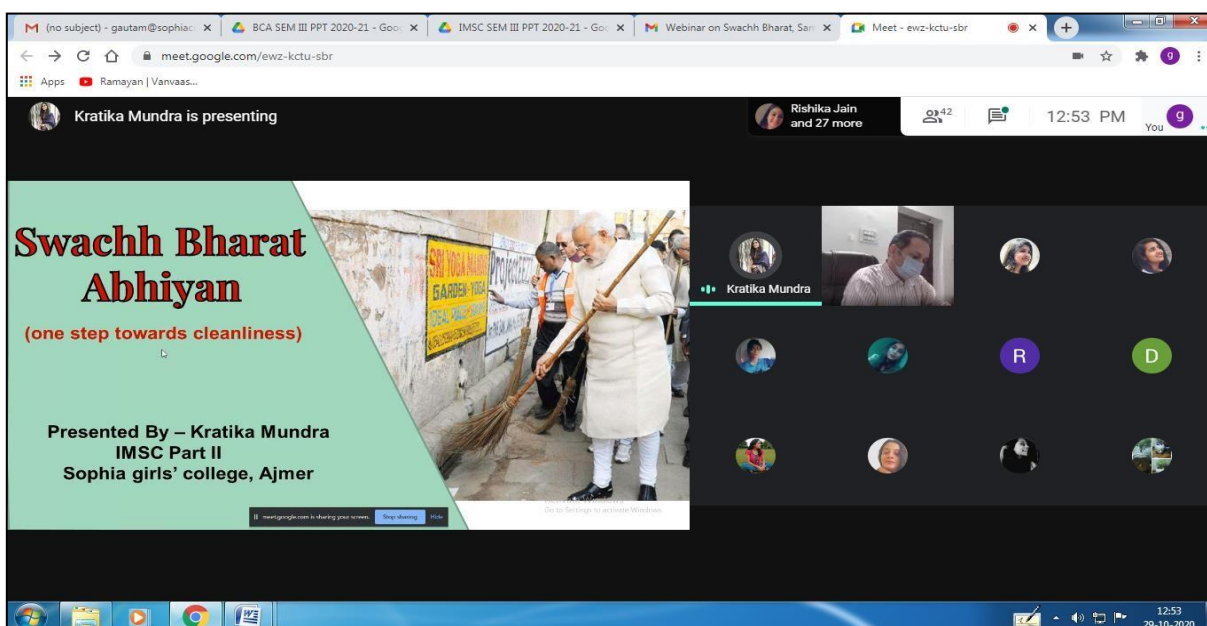 (no subject) - gautam@sophiac
BCA SEM III PPT 2020-21 - Goo
IMSC SEM III PPT 2020-21 - Goo
Webinar on Swachh Bharat, Sar
Meet - ewz-kctu-sbr
meet.google.com/ewz-kctu-sbr
g
Apps
Ramayan | Vanvaas...
Kratika Mundra is presenting
Rishika Jain
and 27 more
42
12:53 PM
You
g
Swachh Bharat
Abhiyan
(one step towards cleanliness)
Presented By – Kratika Mundra
IMSC Part II
Sophia girls' college, Ajmer
SRI YOGA
GARDEN-YOGA
PROJECT
meet.google.com is sharing your screen.
Stop sharing
Hide
Go to Settings to activate Windows.
Kratika Mundra
R
D
12:53
29-10-2020